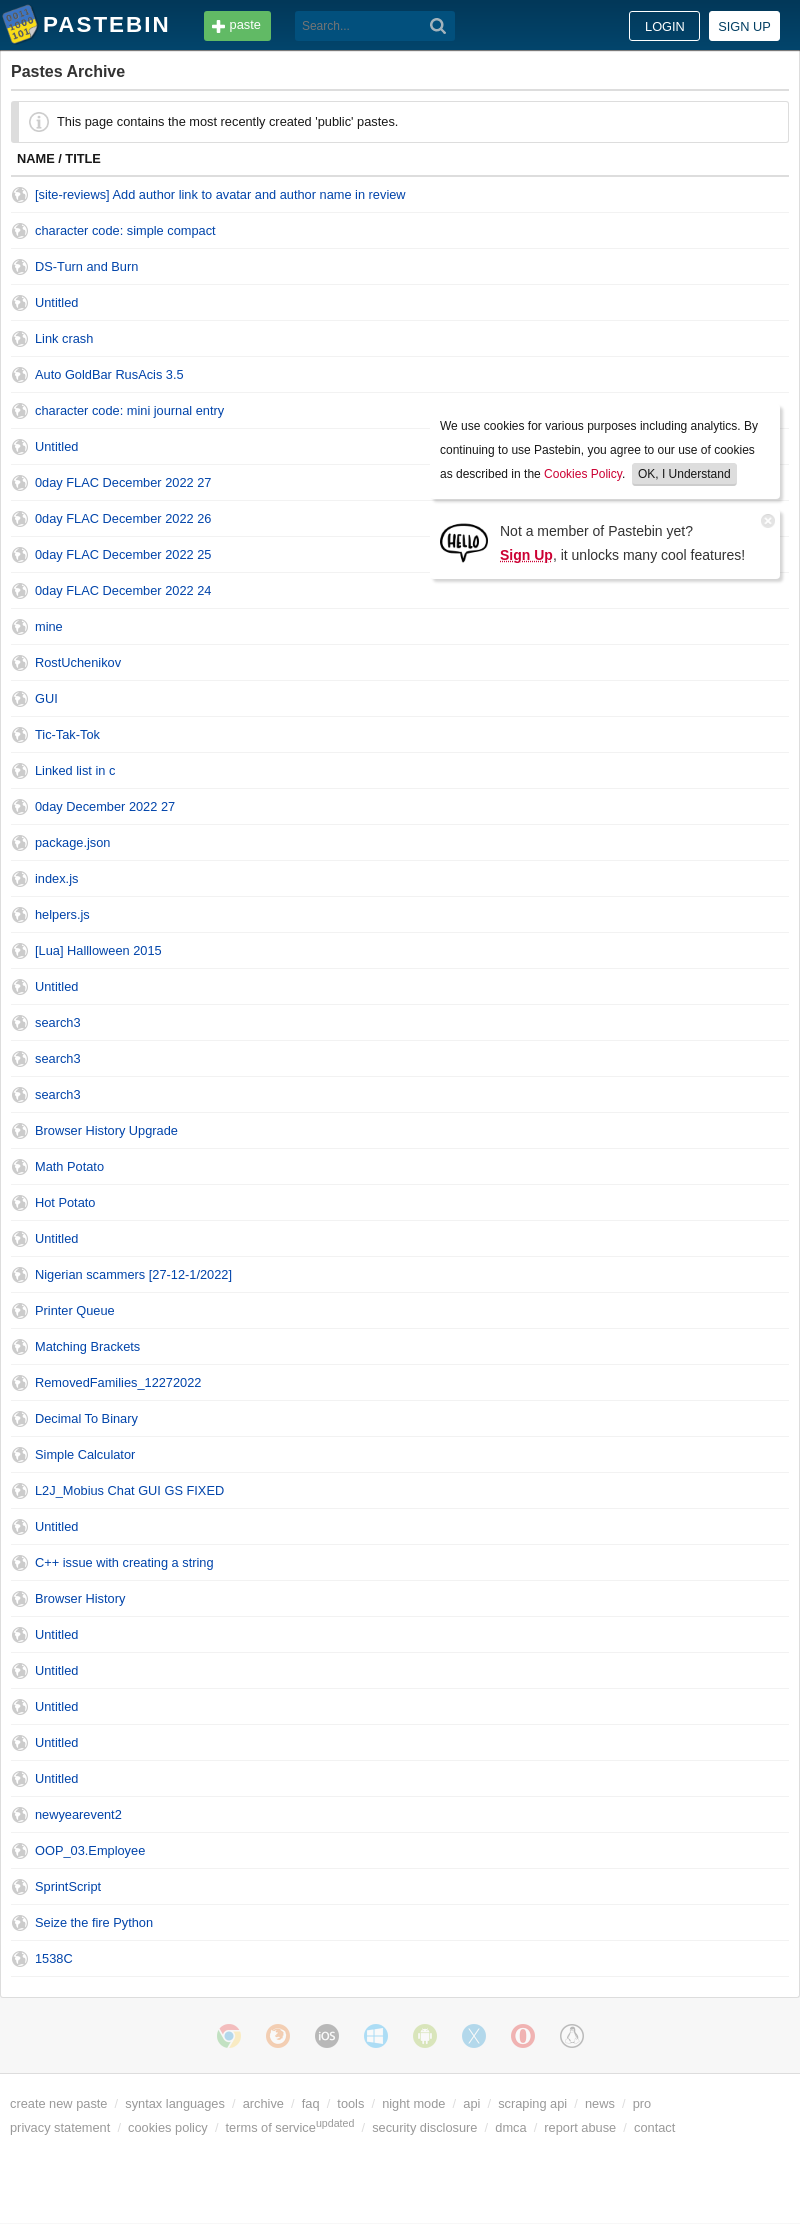 PASTEBIN
paste
Search...
LOGIN
SIGN UP
Pastes Archive
This page contains the most recently created 'public' pastes.
NAME / TITLE
[site-reviews] Add author link to avatar and author name in review
character code: simple compact
DS-Turn and Burn
Untitled
Link crash
Auto GoldBar RusAcis 3.5
character code: mini journal entry
Untitled
0day FLAC December 2022 27
0day FLAC December 2022 26
0day FLAC December 2022 25
0day FLAC December 2022 24
We use cookies for various purposes including analytics. By
continuing to use Pastebin, you agree to our use of cookies
as described in the Cookies Policy. OK, I Understand
HELLO
Not a member of Pastebin yet?
Sign Up, it unlocks many cool features!
mine
RostUchenikov
GUI
Tic-Tak-Tok
Linked list in c
0day December 2022 27
package.json
index.js
helpers.js
[Lua] Hallloween 2015
Untitled
search3
search3
search3
Browser History Upgrade
Math Potato
Hot Potato
Untitled
Nigerian scammers [27-12-1/2022]
Printer Queue
Matching Brackets
RemovedFamilies_12272022
Decimal To Binary
Simple Calculator
L2J_Mobius Chat GUI GS FIXED
Untitled
C++ issue with creating a string
Browser History
Untitled
Untitled
Untitled
Untitled
Untitled
newyearevent2
OOP_03.Employee
SprintScript
Seize the fire Python
1538C
iOS
create new paste / syntax languages / archive / faq / tools / night mode / api / scraping api / news / pro
privacy statement / cookies policy / terms of service updated / security disclosure / dmca / report abuse / contact